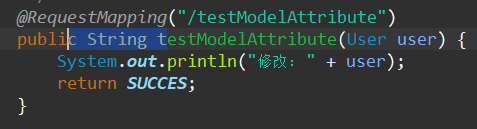 @RequestMapping("/testModelAttribute")
public String testModelAttribute(User user) {
System.out.println("修改：" + user);
return SUCCES;
}